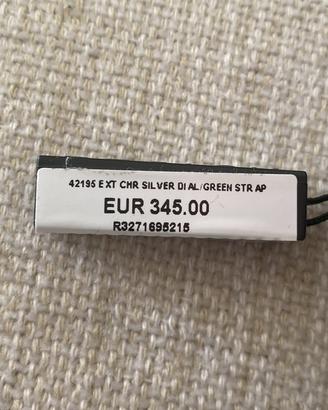 42195 EXT CHR SILVER DIAL/GREEN STRAP
EUR 345.00
R3271695215